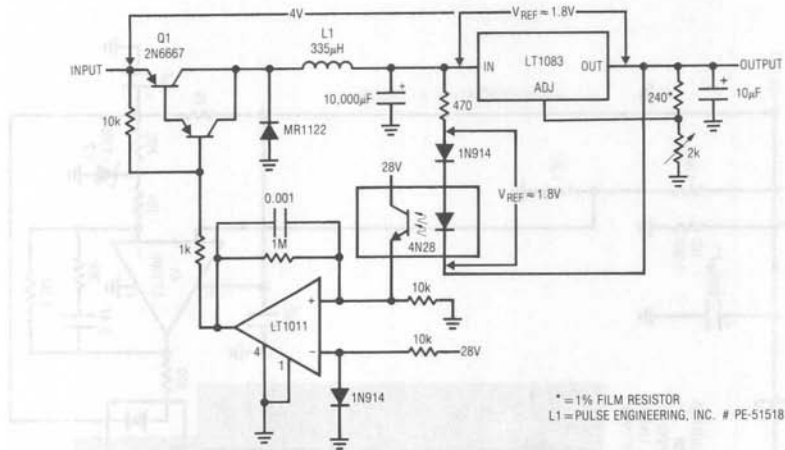 4V
VREF = 1.8V
Q1
2N6667
L1
335µH
INPUT
IN
LT1083
OUT
ADJ
OUTPUT
10,000µF
+
470
240*
+
10µF
10k
MR1122
1N914
2k
28V
VREF = 1.8V
0.001
1M
4N28
1k
+
10k
LT1011
10k
28V
4
1
1N914
* = 1% FILM RESISTOR
L1 = PULSE ENGINEERING, INC. # PE-51518